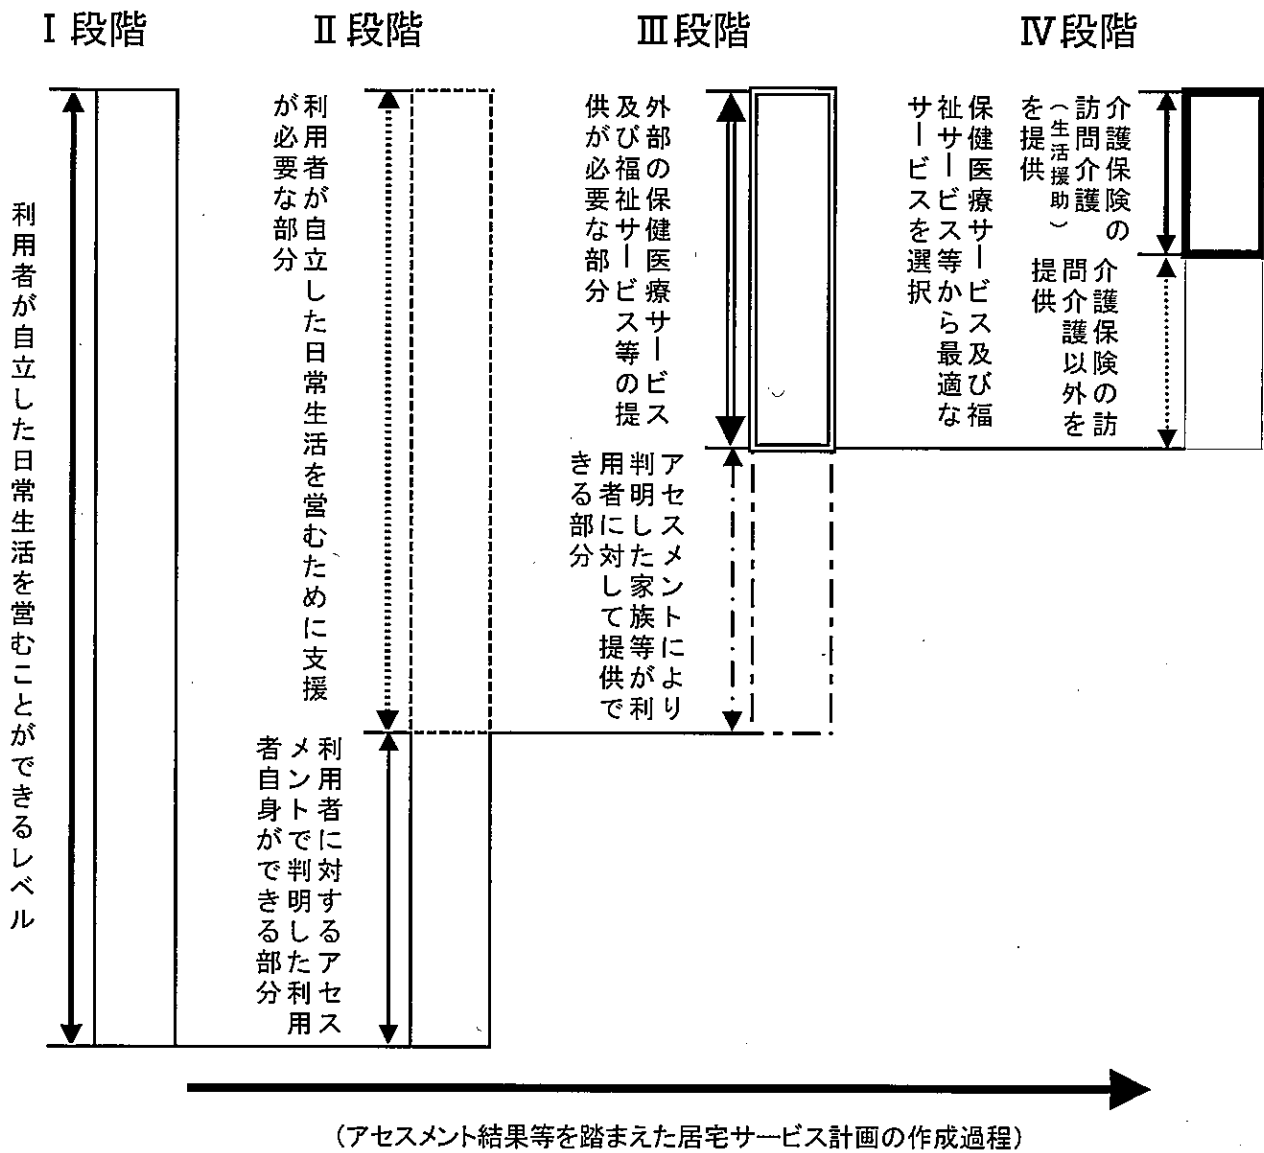 Ⅰ段階
Ⅱ段階
Ⅲ段階
Ⅳ段階
利用者が自立した日常生活を営むことができるレベル
利用者が自立した日常生活を営むために支援
が必要な部分
利用者に対するアセス
メントで判明した利用
者自身ができる部分
外部の保健医療サービス
及び福祉サービス等の提
供が必要な部分
アセスメントにより
判明した家族等が利
用者に対して提供で
きる部分
保健医療サービス及び福
祉サービス等から最適な
サービスを選択
介護保険の
訪問介護
(生活援助)
を提供
介護保険の訪
問介護以外を
提供
(アセスメント結果等を踏まえた居宅サービス計画の作成過程)